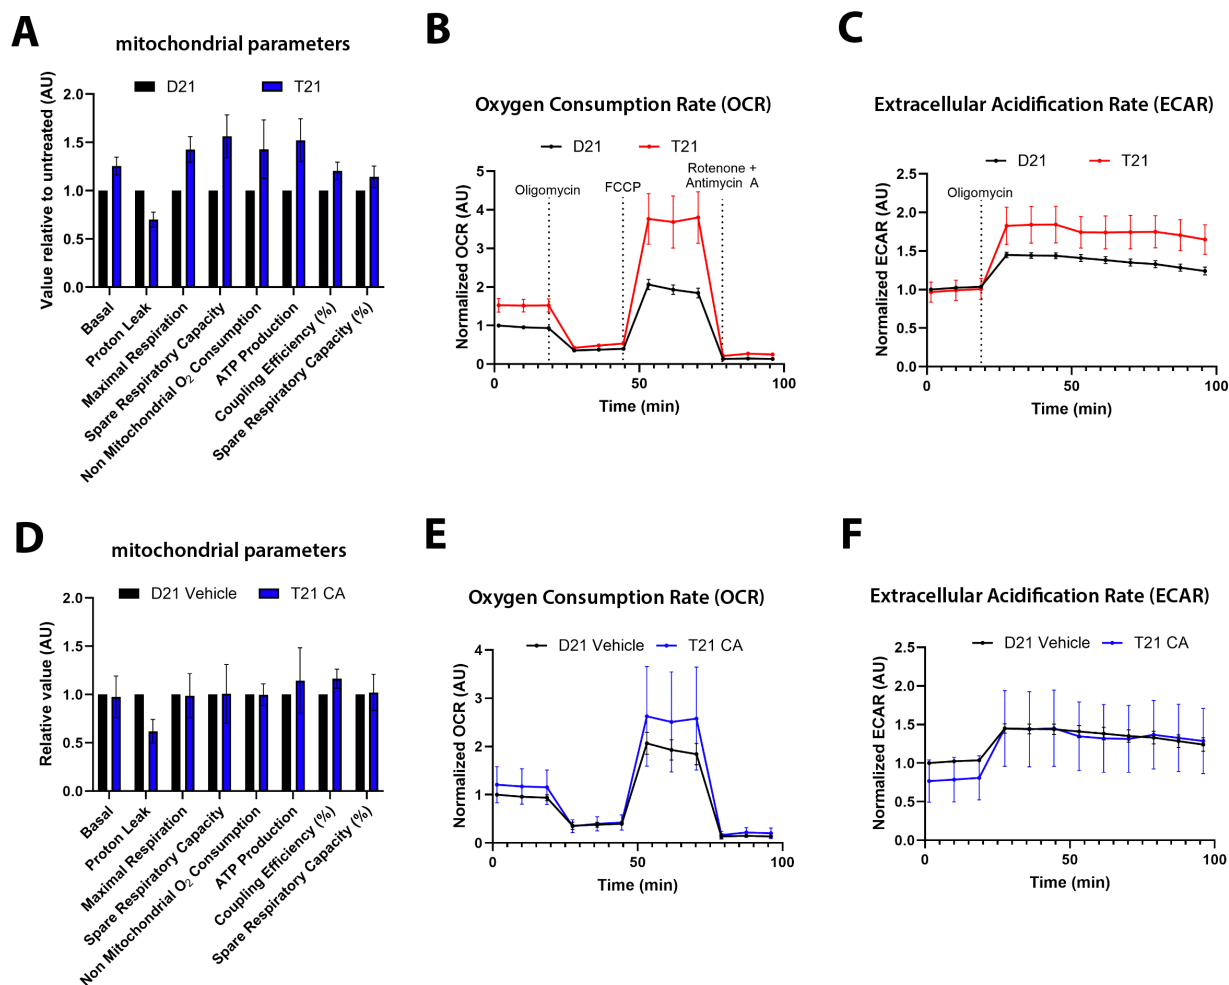 A
mitochondrial parameters
D21
T21
Value relative to untreated (AU)
2.0
1.5
1.0
0.5
0.0
Basal
Proton Leak
Maximal Respiration
Spare Respiratory Capacity
Non Mitochondrial O2 Consumption
ATP Production
Coupling Efficiency (%)
Spare Respiratory Capacity (%)
B
Oxygen Consumption Rate (OCR)
D21
T21
Normalized OCR (AU)
5
4
3
2
1
0
Oligomycin
FCCP
Rotenone +
Antimycin A
0
50
100
Time (min)
C
Extracellular Acidification Rate (ECAR)
D21
T21
Normalized ECAR (AU)
2.5
2.0
1.5
1.0
0.5
0.0
Oligomycin
0
50
100
Time (min)
D
mitochondrial parameters
D21 Vehicle
T21 CA
Relative value (AU)
2.0
1.5
1.0
0.5
0.0
Basal
Proton Leak
Maximal Respiration
Spare Respiratory Capacity
Non Mitochondrial O2 Consumption
ATP Production
Coupling Efficiency (%)
Spare Respiratory Capacity (%)
E
Oxygen Consumption Rate (OCR)
D21 Vehicle
T21 CA
Normalized OCR (AU)
4
3
2
1
0
0
50
100
Time (min)
F
Extracellular Acidification Rate (ECAR)
D21 Vehicle
T21 CA
Normalized ECAR (AU)
2.5
2.0
1.5
1.0
0.5
0.0
0
50
100
Time (min)